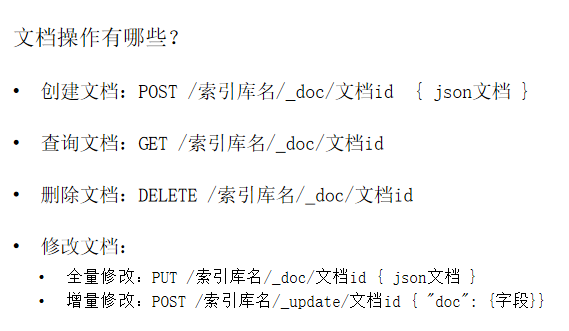 文档操作有哪些？
• 创建文档：POST /索引库名/_doc/文档id { json文档 }
• 查询文档：GET /索引库名/_doc/文档id
• 删除文档：DELETE /索引库名/_doc/文档id
• 修改文档：
• 全量修改：PUT /索引库名/_doc/文档id { json文档 }
• 增量修改：POST /索引库名/_update/文档id { "doc": {字段}}